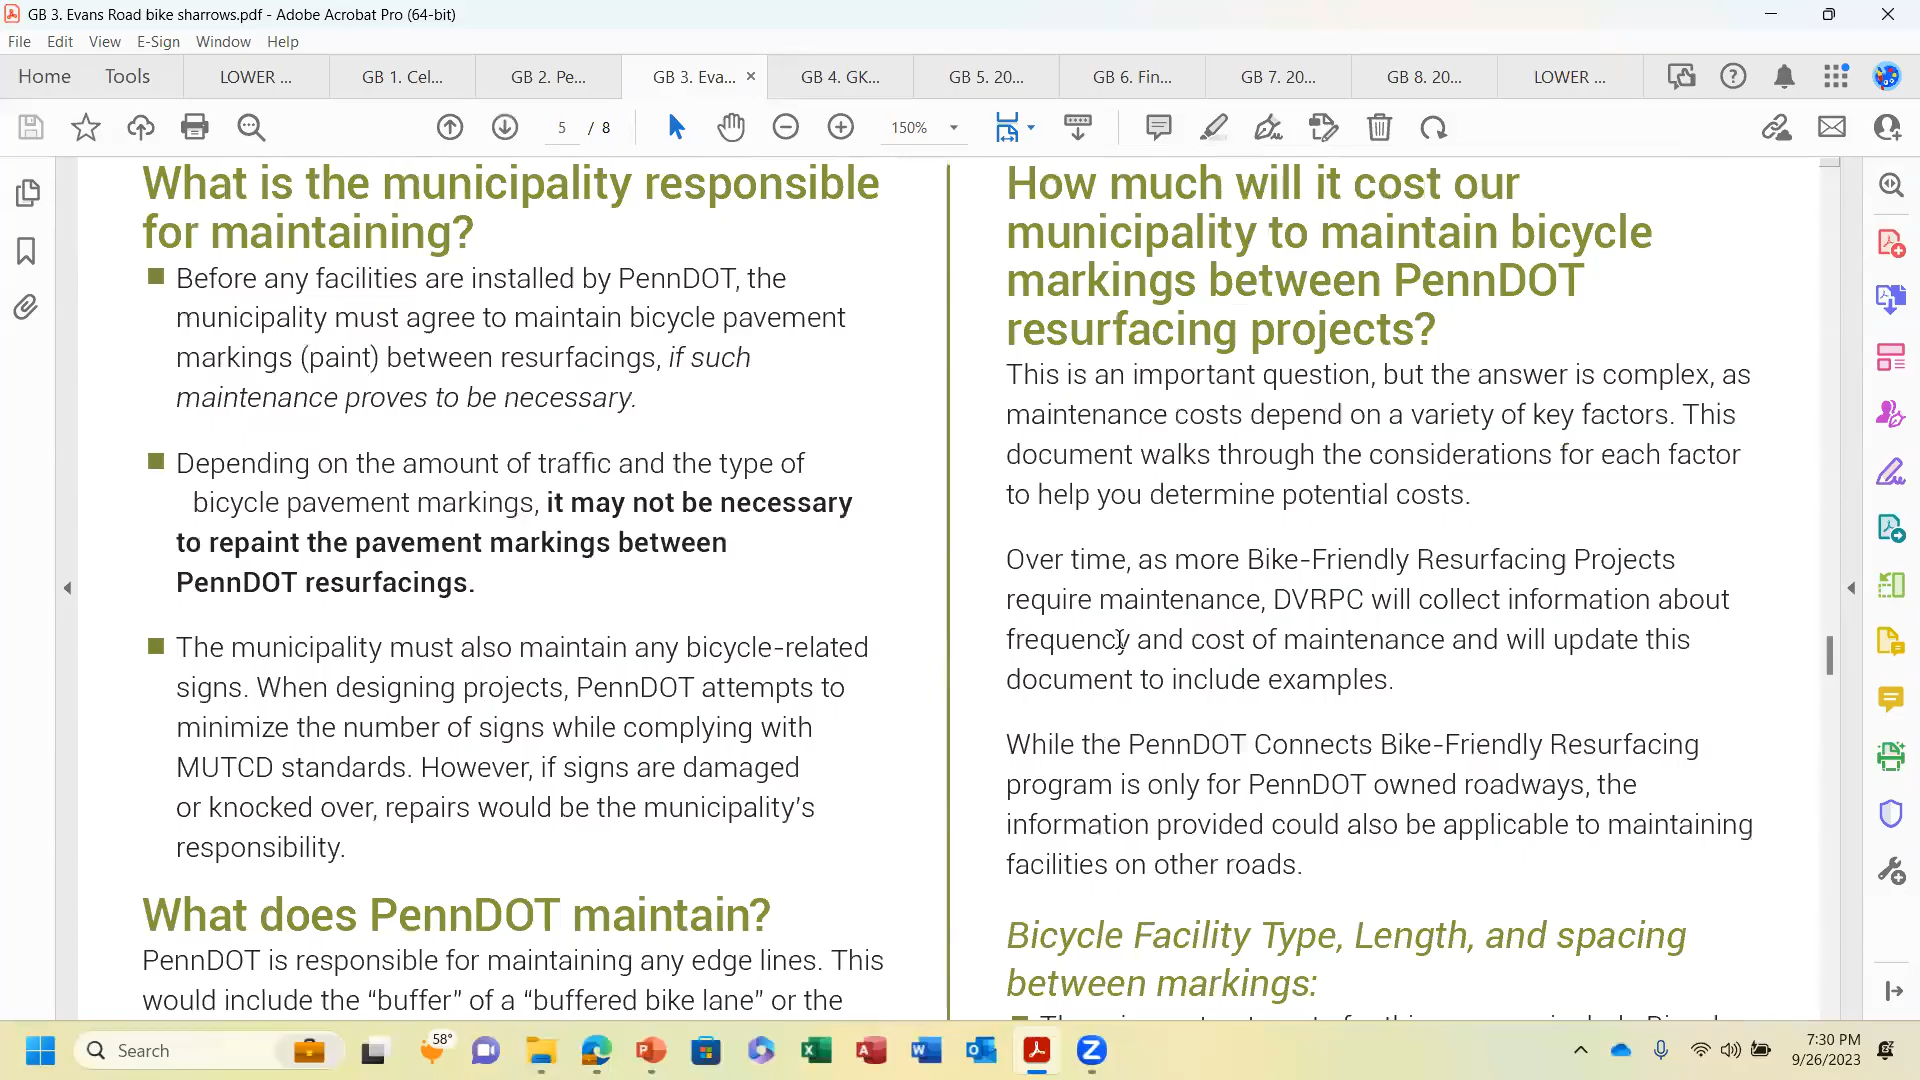 GB 3. Evans Road bike sharrows.pdf - Adobe Acrobat Pro (64-bit)
File Edit View E-Sign Window Help
Home Tools LOWER ... GB 1. Cel... GB 2. Pe... GB 3. Eva... GB 4. GK... GB 5. 20... GB 6. Fin... GB 7. 20... GB 8. 20... LOWER ...
5 / 8 150%
What is the municipality responsible
for maintaining?
Before any facilities are installed by PennDOT, the
municipality must agree to maintain bicycle pavement
markings (paint) between resurfacings, if such
maintenance proves to be necessary.
Depending on the amount of traffic and the type of
bicycle pavement markings, it may not be necessary
to repaint the pavement markings between
PennDOT resurfacings.
The municipality must also maintain any bicycle-related
signs. When designing projects, PennDOT attempts to
minimize the number of signs while complying with
MUTCD standards. However, if signs are damaged
or knocked over, repairs would be the municipality's
responsibility.
What does PennDOT maintain?
PennDOT is responsible for maintaining any edge lines. This
would include the “buffer” of a “buffered bike lane” or the
How much will it cost our
municipality to maintain bicycle
markings between PennDOT
resurfacing projects?
This is an important question, but the answer is complex, as
maintenance costs depend on a variety of key factors. This
document walks through the considerations for each factor
to help you determine potential costs.
Over time, as more Bike-Friendly Resurfacing Projects
require maintenance, DVRPC will collect information about
frequency and cost of maintenance and will update this
document to include examples.
While the PennDOT Connects Bike-Friendly Resurfacing
program is only for PennDOT owned roadways, the
information provided could also be applicable to maintaining
facilities on other roads.
Bicycle Facility Type, Length, and spacing
between markings:
Search
58°
7:30 PM
9/26/2023